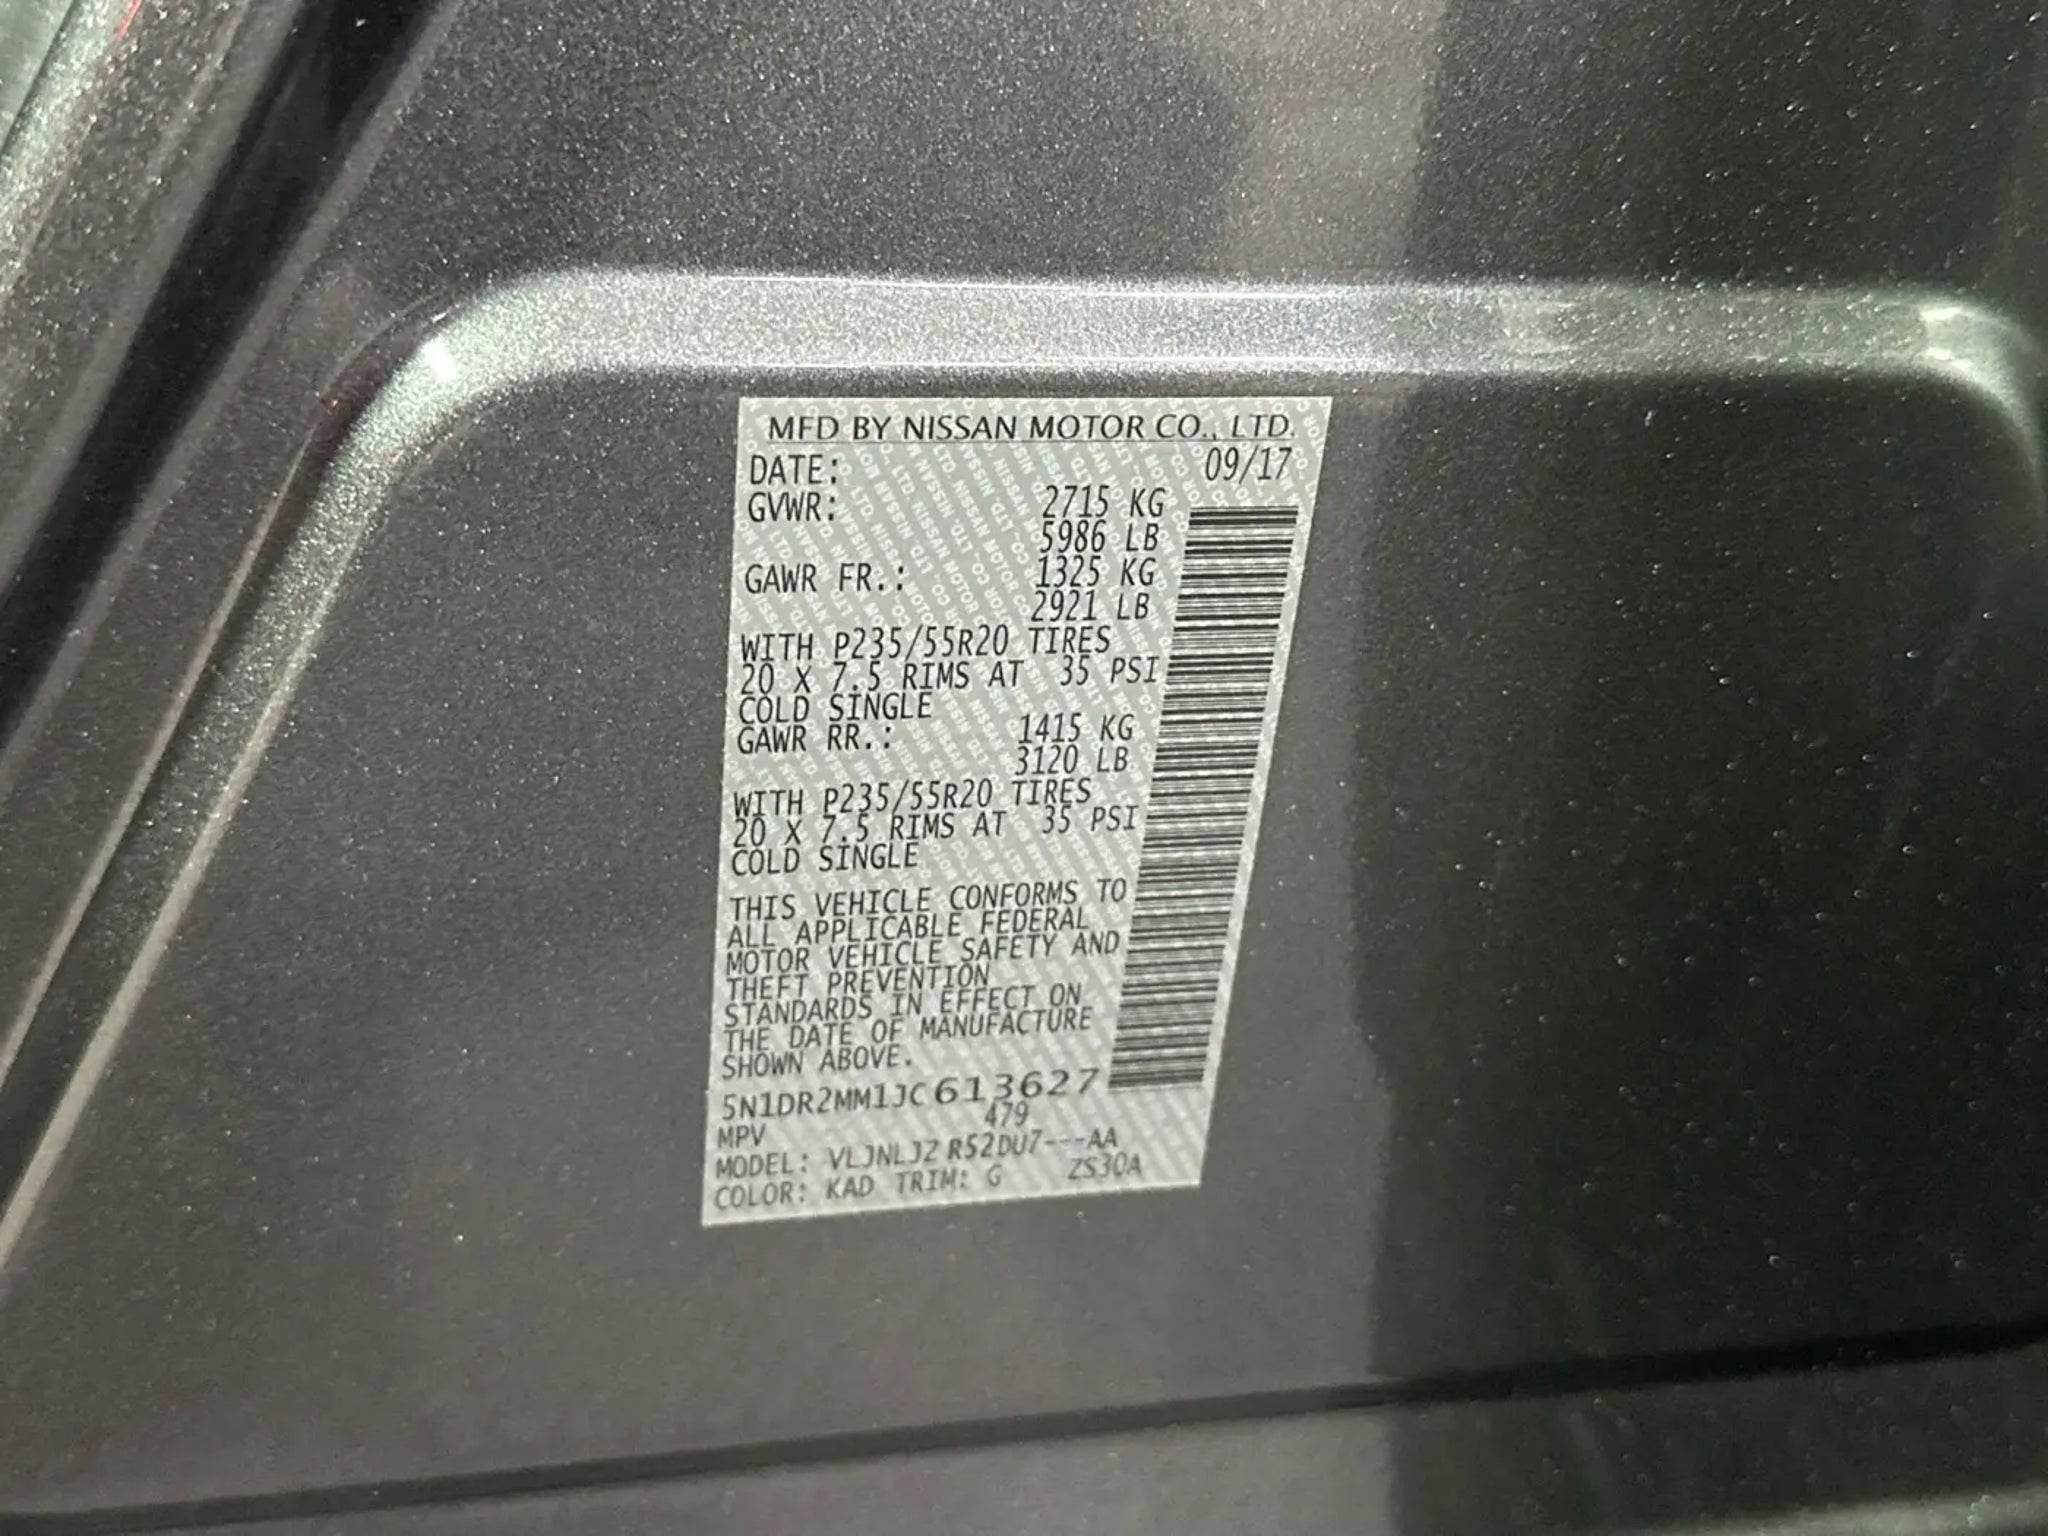 MFD BY NISSAN MOTOR CO., LTD.
DATE: 09/17
GVWR: 2715 KG
5986 LB
GAWR FR.: 1325 KG
2921 LB
WITH P235/55R20 TIRES
20 X 7.5 RIMS AT 35 PSI
COLD SINGLE
GAWR RR.: 1415 KG
3120 LB
WITH P235/55R20 TIRES
20 X 7.5 RIMS AT 35 PSI
COLD SINGLE
THIS VEHICLE CONFORMS TO
ALL APPLICABLE FEDERAL
MOTOR VEHICLE SAFETY AND
THEFT PREVENTION
STANDARDS IN EFFECT ON
THE DATE OF MANUFACTURE
SHOWN ABOVE.
5N1DR2MM1JC613627
479
MPV
MODEL: VLJNLJZ R52DU7---AA
COLOR: KAD TRIM: G ZS30A